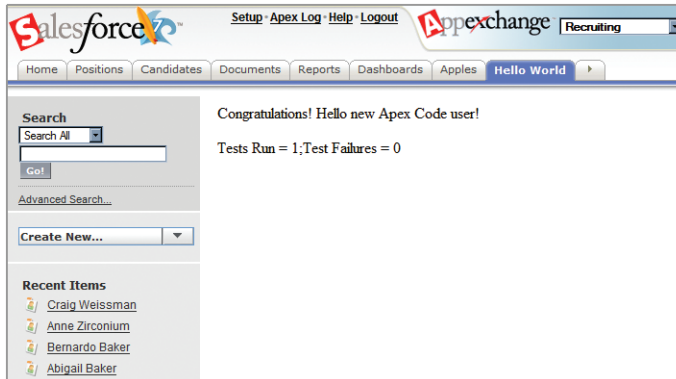 Salesforce
Setup · Apex Log · Help · Logout
Appexchange
Recruiting
Home Positions Candidates Documents Reports Dashboards Apples Hello World
Search
Search All
Go!
Advanced Search...
Create New...
Recent Items
Craig Weissman
Anne Zirconium
Bernardo Baker
Abigail Baker
Congratulations! Hello new Apex Code user!
Tests Run = 1;Test Failures = 0